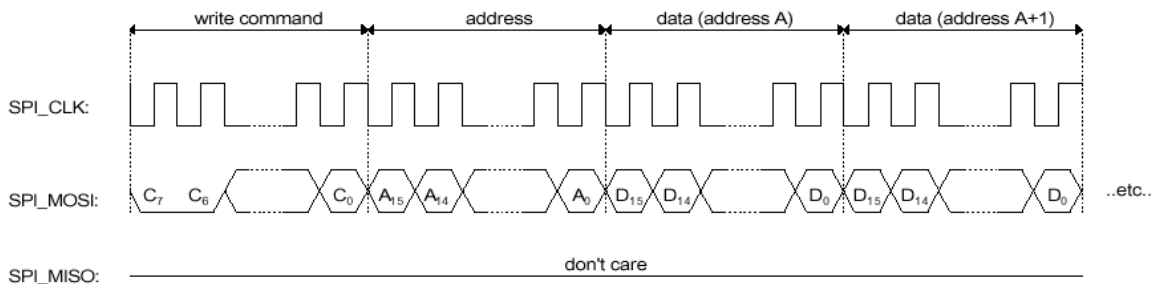 write command address data (address A) data (address A+1)
SPI_CLK:
SPI_MOSI: C₇ C₆ C₀ A₁₅ A₁₄ A₀ D₁₅ D₁₄ D₀ D₁₅ D₁₄ D₀ ..etc..
don't care
SPI_MISO: